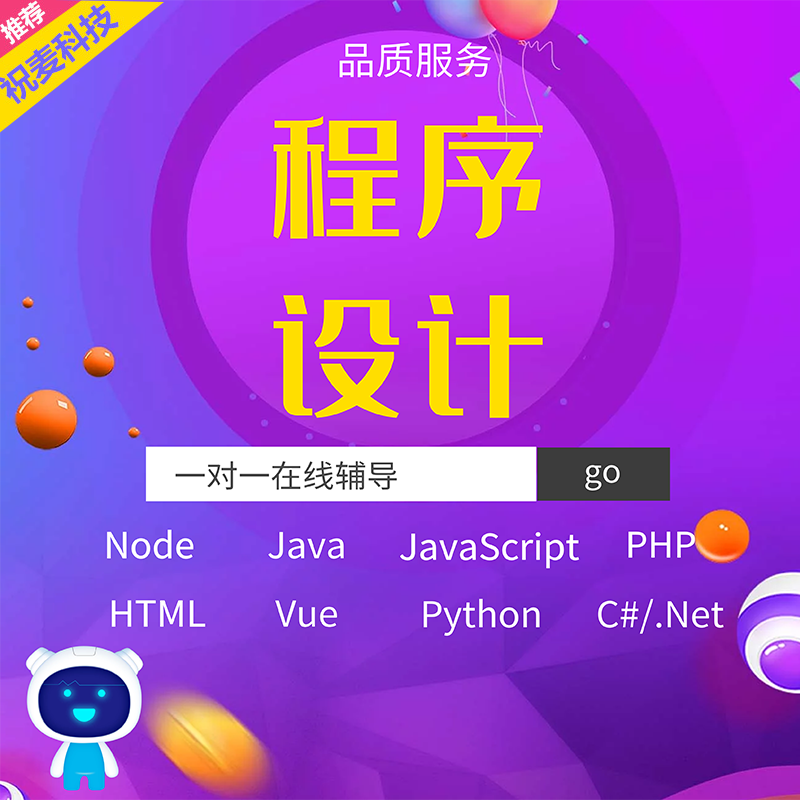 推荐
祝麦科技
品质服务
程序
设计
一对一在线辅导 go
Node Java JavaScript PHP
HTML Vue Python C#/.Net